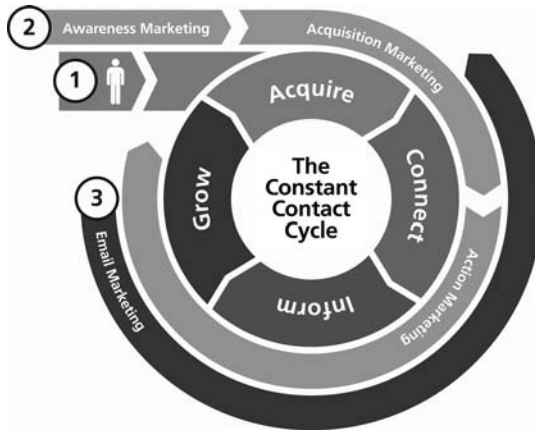 2
Awareness Marketing
Acquisition Marketing
1
Acquire
The
Constant
Contact
Cycle
Connect
Grow
3
Inform
Action Marketing
Email Marketing